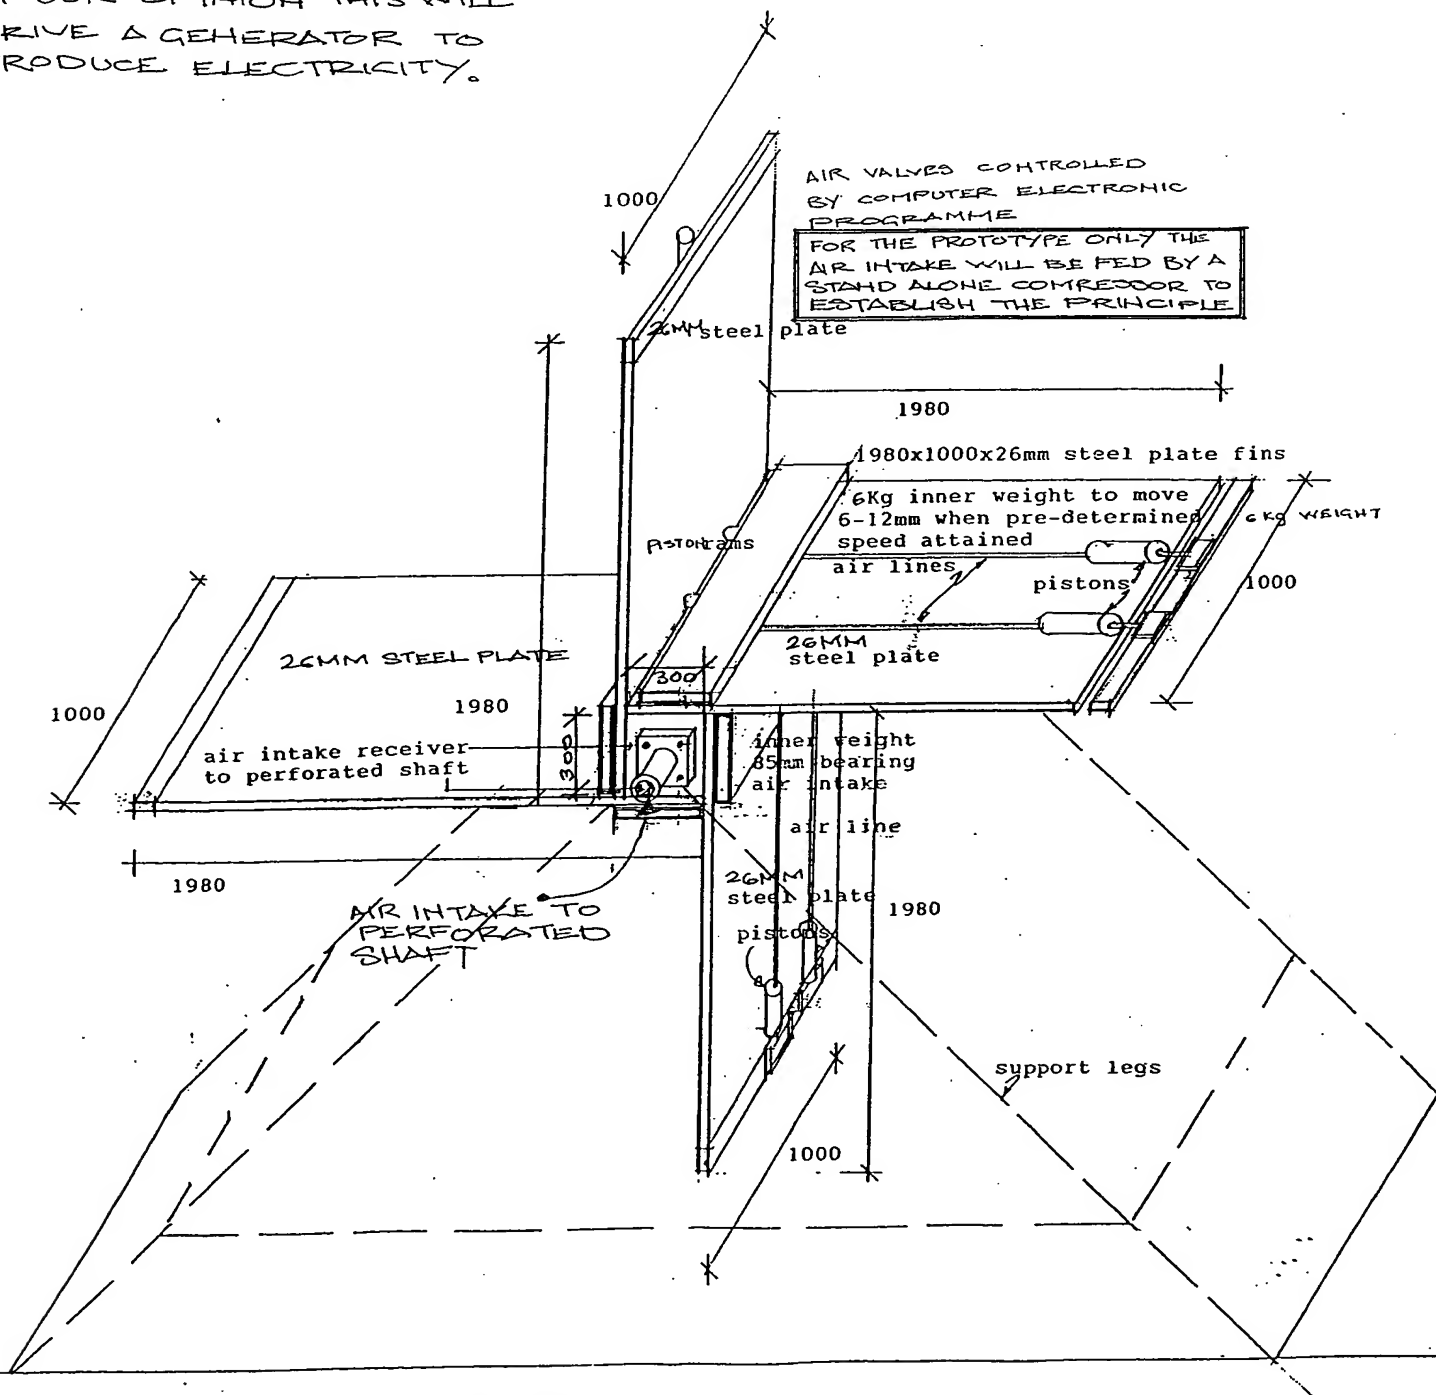 OPINION THIS WILL
RIVE A GENERATOR TO
RODUCE ELECTRICITY.
1000
AIR VALVES CONTROLLED
BY COMPUTER ELECTRONIC
PROGRAMME
FOR THE PROTOTYPE ONLY THE
AIR INTAKE WILL BE FED BY A
STAND ALONE COMRESSOR TO
ESTABLISH THE PRINCIPLE
26MM steel plate
1980
1980x1000x26mm steel plate fins
6Kg inner weight to move
6-12mm when pre-determined
speed attained
6 Kg WEIGHT
PISTON rams
air lines
pistons
1000
26MM
steel plate
26MM STEEL PLATE
300
1000
1980
air intake receiver
to perforated shaft
300
inner weight
85mm bearing
air intake
air line
1980
26MM
steel plate
1980
AIR INTAKE TO
PERFORATED
SHAFT
pistons
support legs
1000